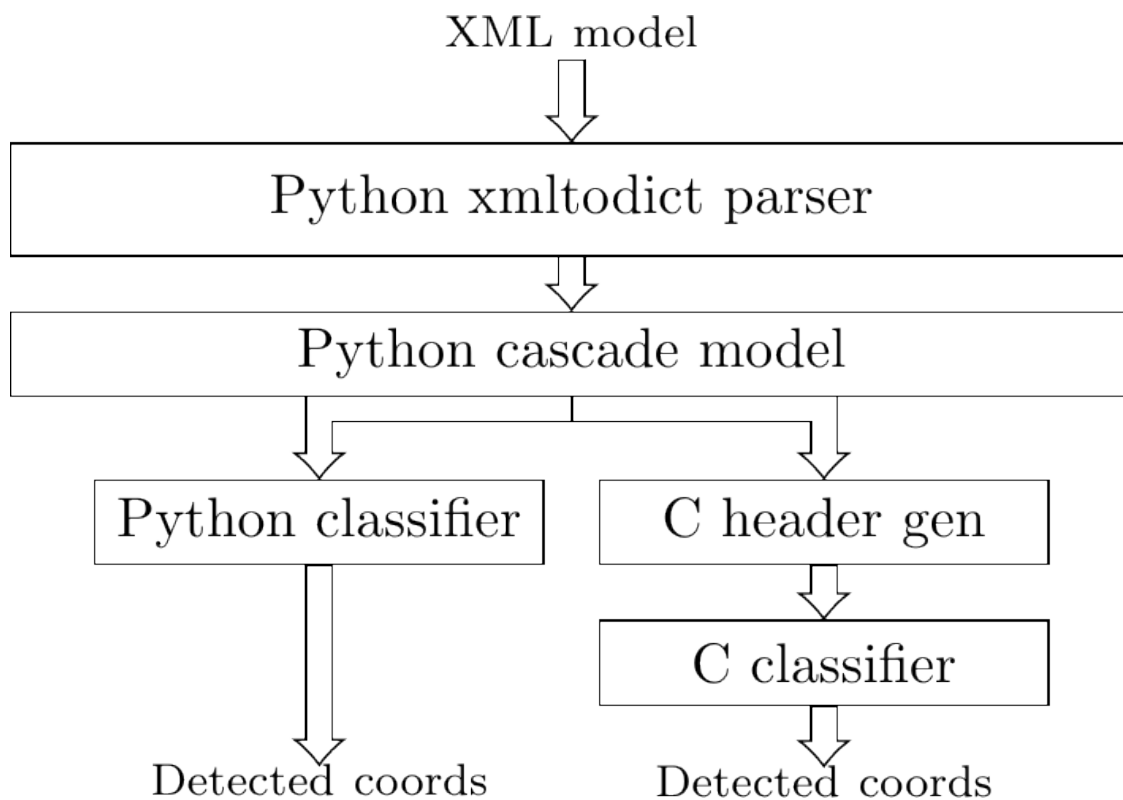 XML model
Python xmltodict parser
Python cascade model
Python classifier
C header gen
C classifier
Detected coords
Detected coords